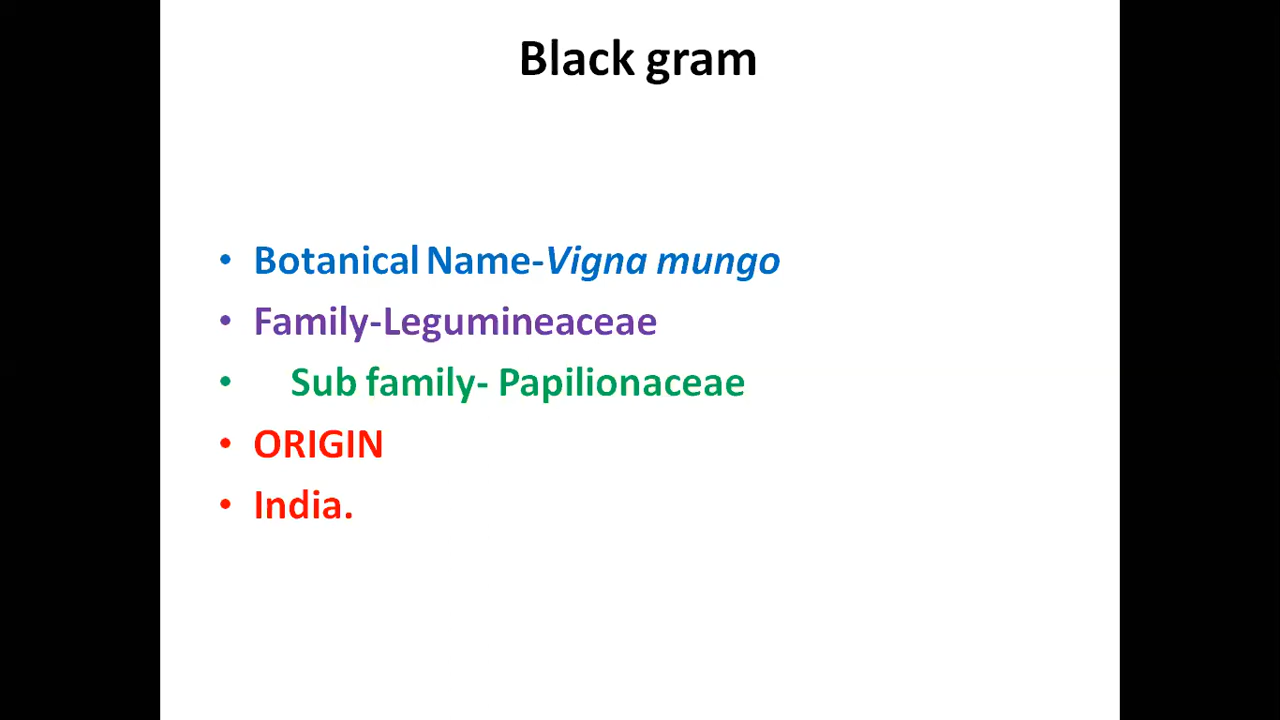 Black gram
• Botanical Name-Vigna mungo
• Family-Legumineaceae
• Sub family- Papilionaceae
• ORIGIN
• India.